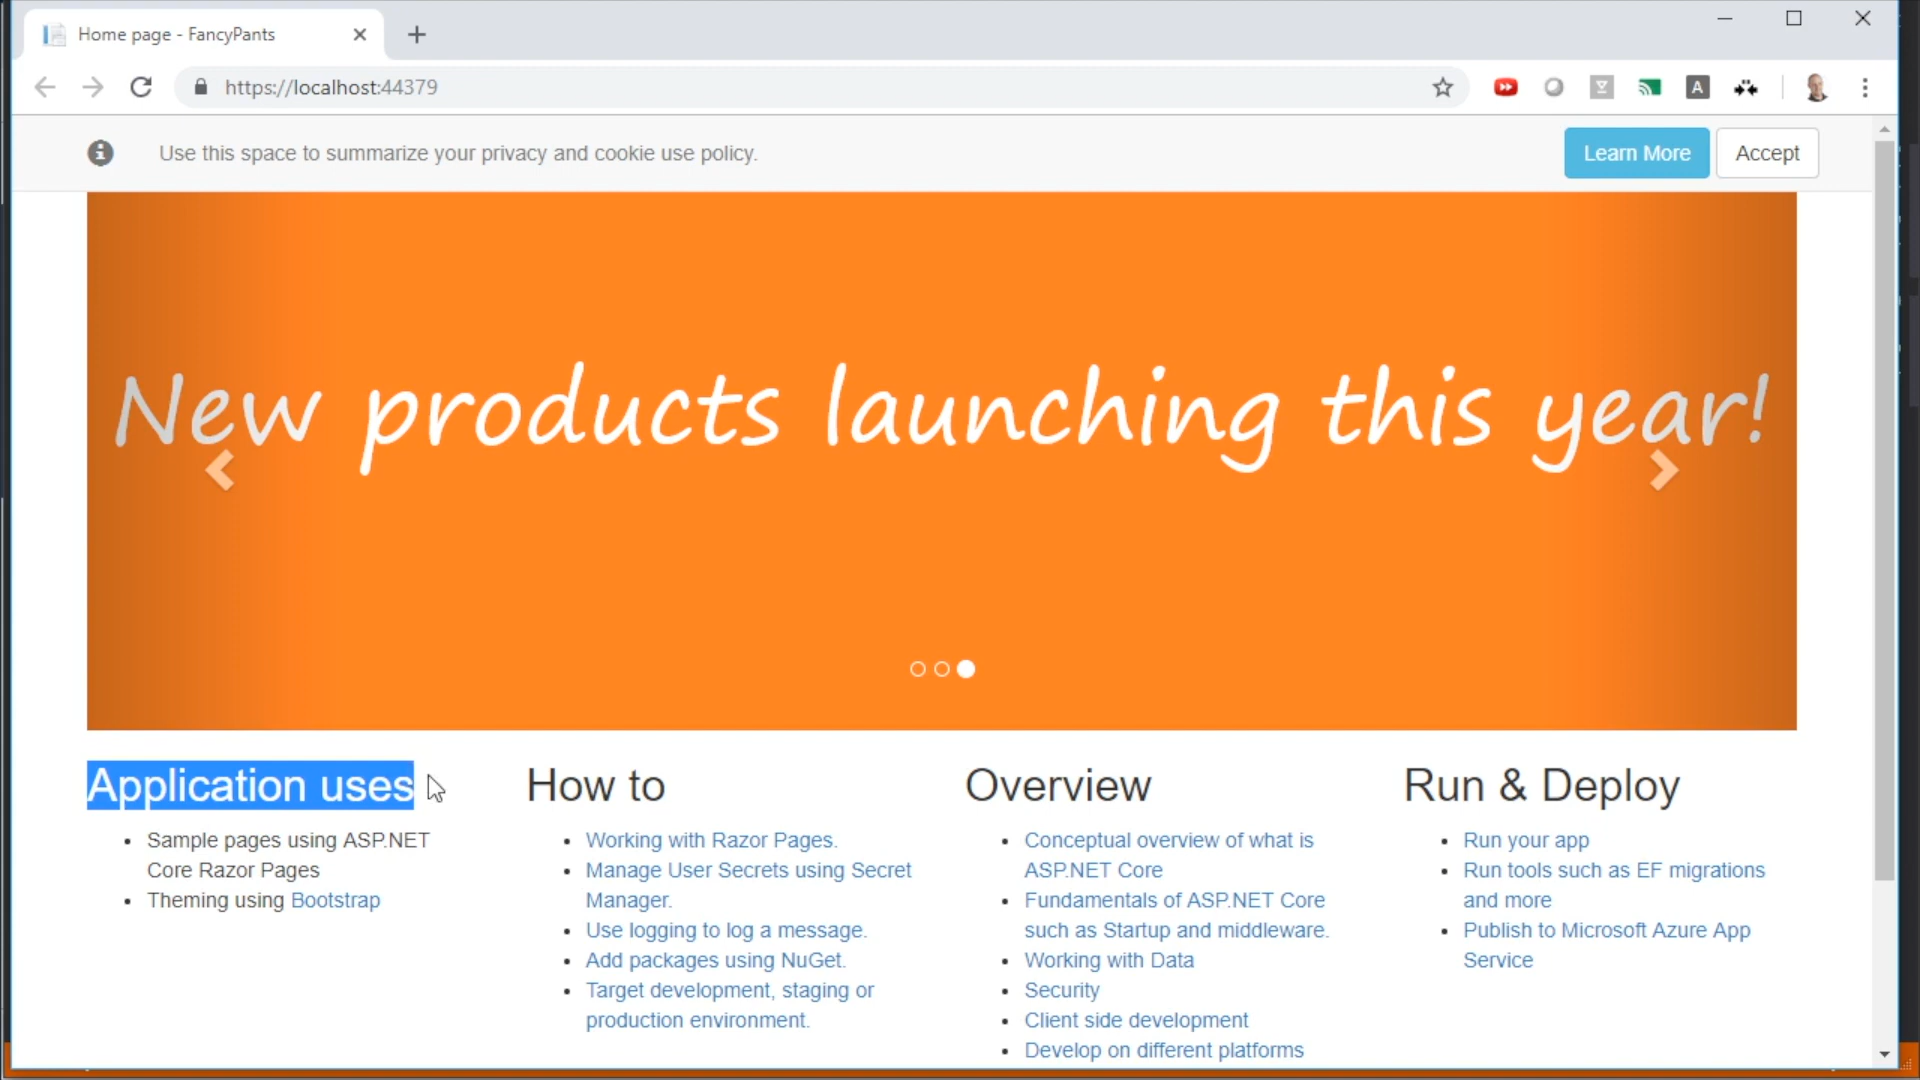 Home page - FancyPants
https://localhost:44379
A
Use this space to summarize your privacy and cookie use policy.
Learn More
Accept
New products launching this year!
Application uses
Sample pages using ASP.NET
Core Razor Pages
Theming using Bootstrap
How to
Working with Razor Pages.
Manage User Secrets using Secret
Manager.
Use logging to log a message.
Add packages using NuGet.
Target development, staging or
production environment.
Overview
Conceptual overview of what is
ASP.NET Core
Fundamentals of ASP.NET Core
such as Startup and middleware.
Working with Data
Security
Client side development
Develop on different platforms
Run & Deploy
Run your app
Run tools such as EF migrations
and more
Publish to Microsoft Azure App
Service